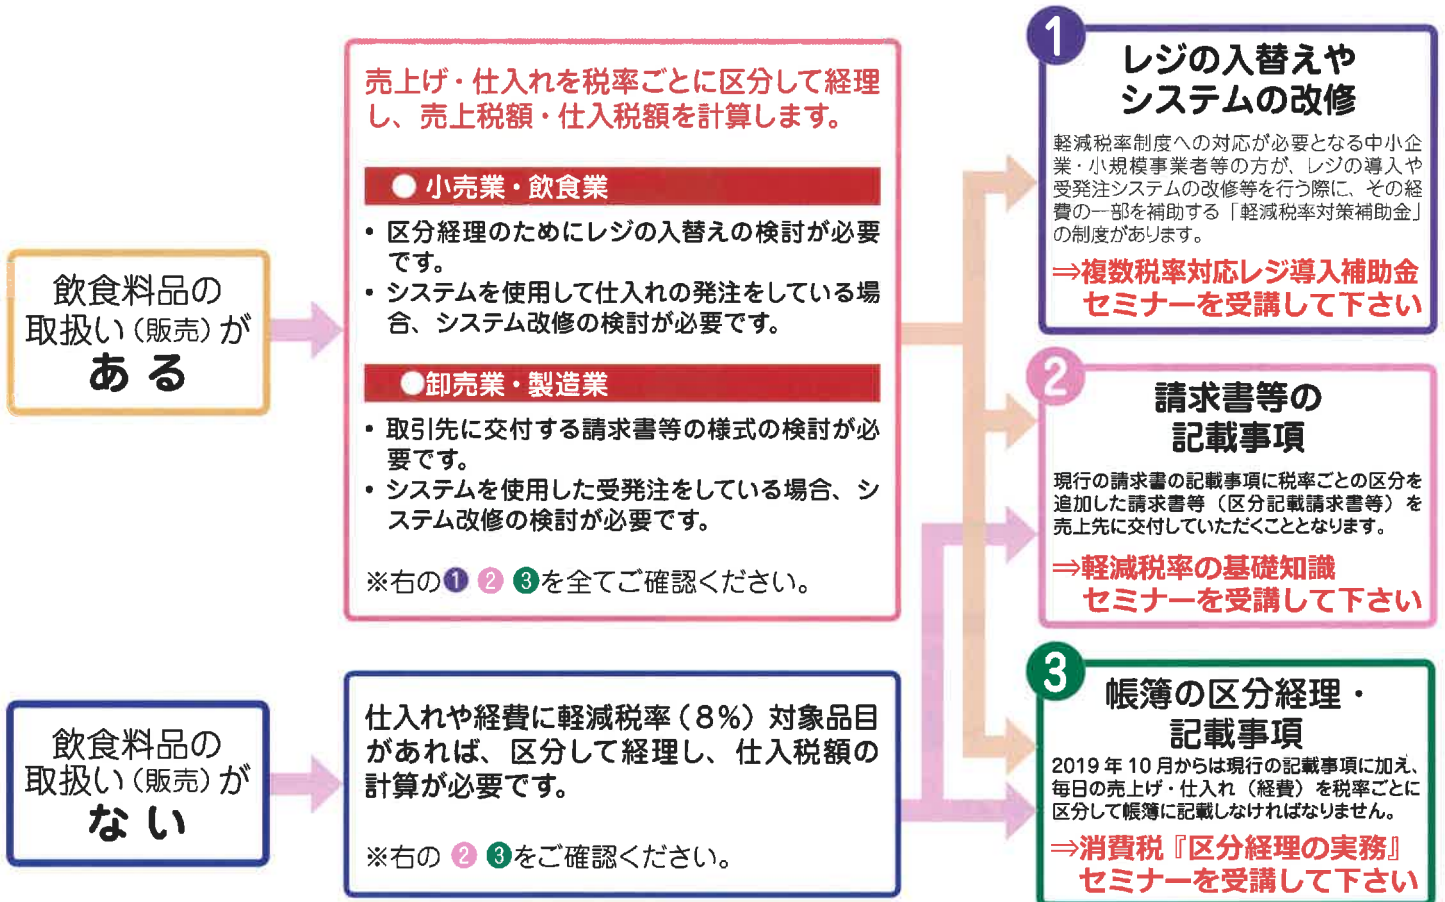 飲食料品の
取扱い（販売）が
ある
売上げ・仕入れを税率ごとに区分して経理
し、売上税額・仕入税額を計算します。
●小売業・飲食業
・区分経理のためにレジの入替えの検討が必要
です。
・システムを使用して仕入れの発注をしている場
合、システム改修の検討が必要です。
●卸売業・製造業
・取引先に交付する請求書等の様式の検討が必
要です。
・システムを使用した受発注をしている場合、シ
ステム改修の検討が必要です。
※右の❶❷❸を全てご確認ください。
飲食料品の
取扱い（販売）が
ない
仕入れや経費に軽減税率（8%）対象品目
があれば、区分して経理し、仕入税額の
計算が必要です。
※右の❷❸をご確認ください。
1
レジの入替えや
システムの改修
軽減税率制度への対応が必要となる中小企
業・小規模事業者等の方が、レジの導入や
受発注システムの改修等を行う際に、その経
費の一部を補助する「軽減税率対策補助金」
の制度があります。
⇒複数税率対応レジ導入補助金
セミナーを受講して下さい
2
請求書等の
記載事項
現行の請求書の記載事項に税率ごとの区分を
追加した請求書等（区分記載請求書等）を
売上先に交付していただくこととなります。
⇒軽減税率の基礎知識
セミナーを受講して下さい
3
帳簿の区分経理・
記載事項
2019年10月からは現行の記載事項に加え、
毎日の売上げ・仕入れ（経費）を税率ごとに
区分して帳簿に記載しなければなりません。
⇒消費税『区分経理の実務』
セミナーを受講して下さい